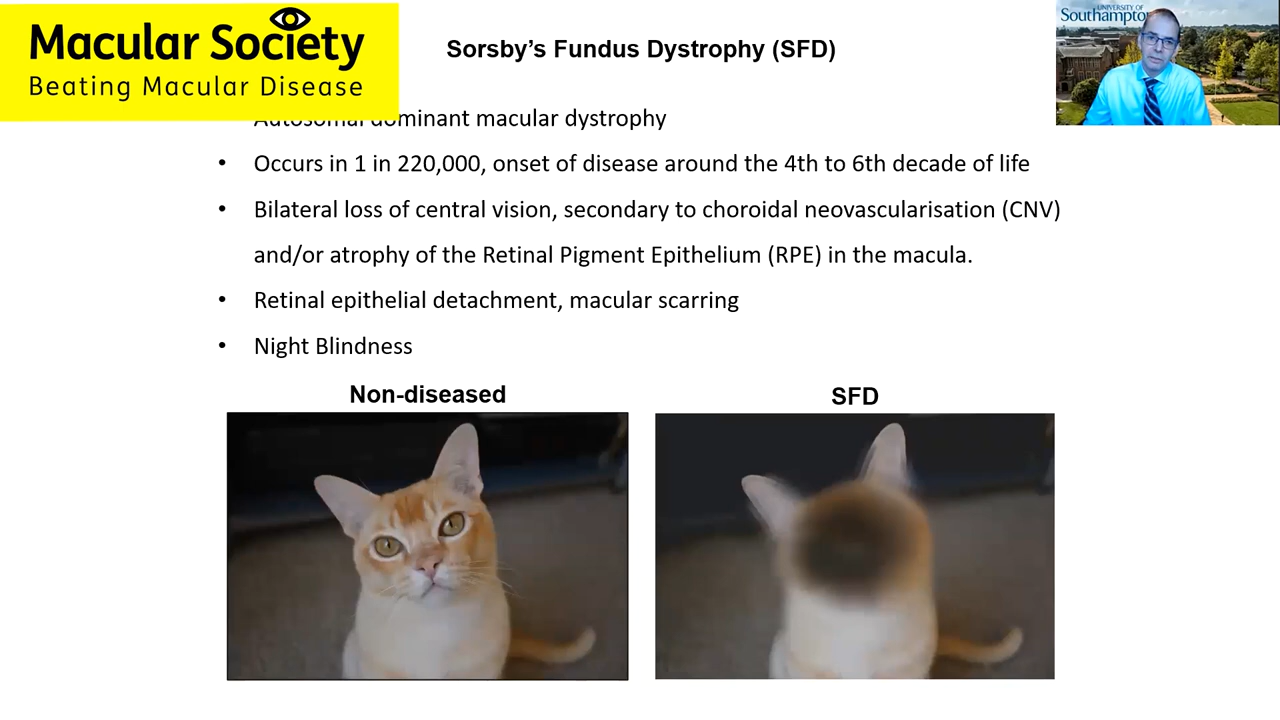 Macular Society
Beating Macular Disease
Sorsby's Fundus Dystrophy (SFD)
UNIVERSITY OF
Southampton
Autosomal dominant macular dystrophy
• Occurs in 1 in 220,000, onset of disease around the 4th to 6th decade of life
• Bilateral loss of central vision, secondary to choroidal neovascularisation (CNV)
and/or atrophy of the Retinal Pigment Epithelium (RPE) in the macula.
• Retinal epithelial detachment, macular scarring
• Night Blindness
Non-diseased
SFD